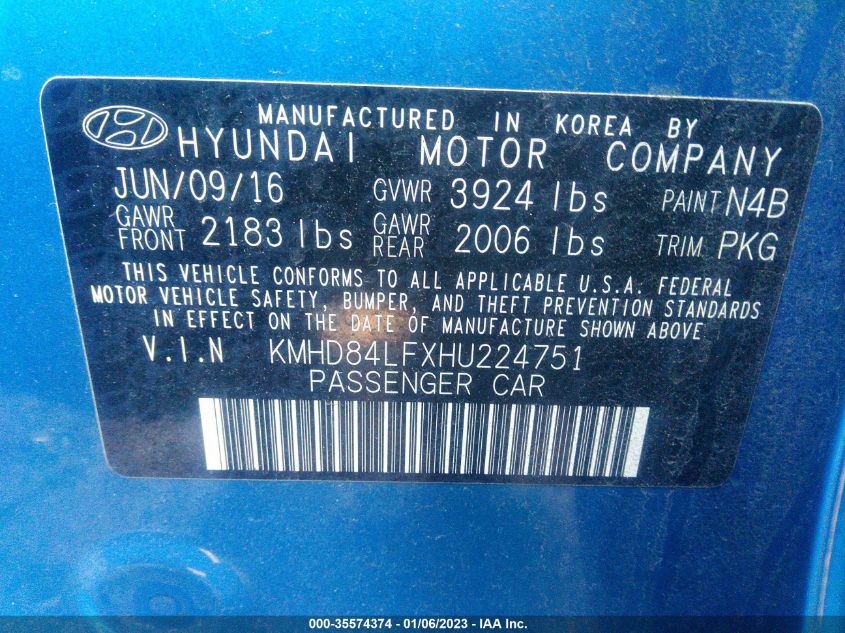 MANUFACTURED IN KOREA BY
HYUNDAI MOTOR COMPANY
JUN/09/16 GVWR 3924 lbs PAINT N4B
GAWR FRONT 2183 lbs GAWR REAR 2006 lbs TRIM PKG
THIS VEHICLE CONFORMS TO ALL APPLICABLE U.S.A. FEDERAL
MOTOR VEHICLE SAFETY, BUMPER, AND THEFT PREVENTION STANDARDS
IN EFFECT ON THE DATE OF MANUFACTURE SHOWN ABOVE
V.I.N KMHD84LFXHU224751
PASSENGER CAR
000-35574374 - 01/06/2023 - IAA Inc.